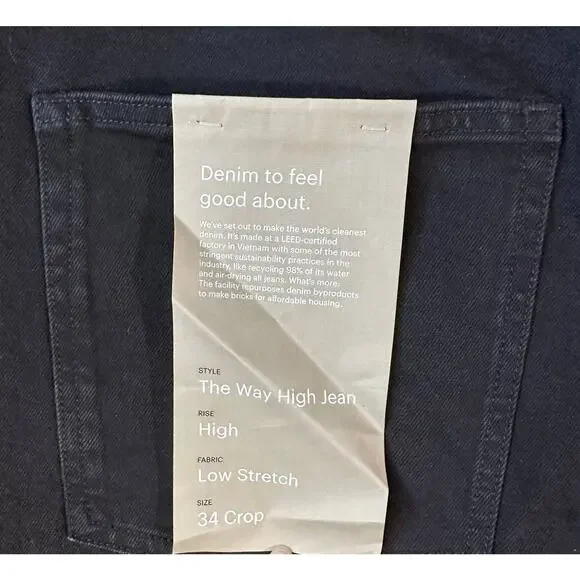 Denim to feel
good about.
We've set out to make the world's cleanest
denim. It's made at a LEED-certified
factory in Vietnam with some of the most
stringent sustainability practices in the
industry, like recycling 98% of its water
and air-drying all jeans. What's more:
The facility repurposes denim byproducts
to make bricks for affordable housing.
STYLE
The Way High Jean
RISE
High
FABRIC
Low Stretch
SIZE
34 Crop